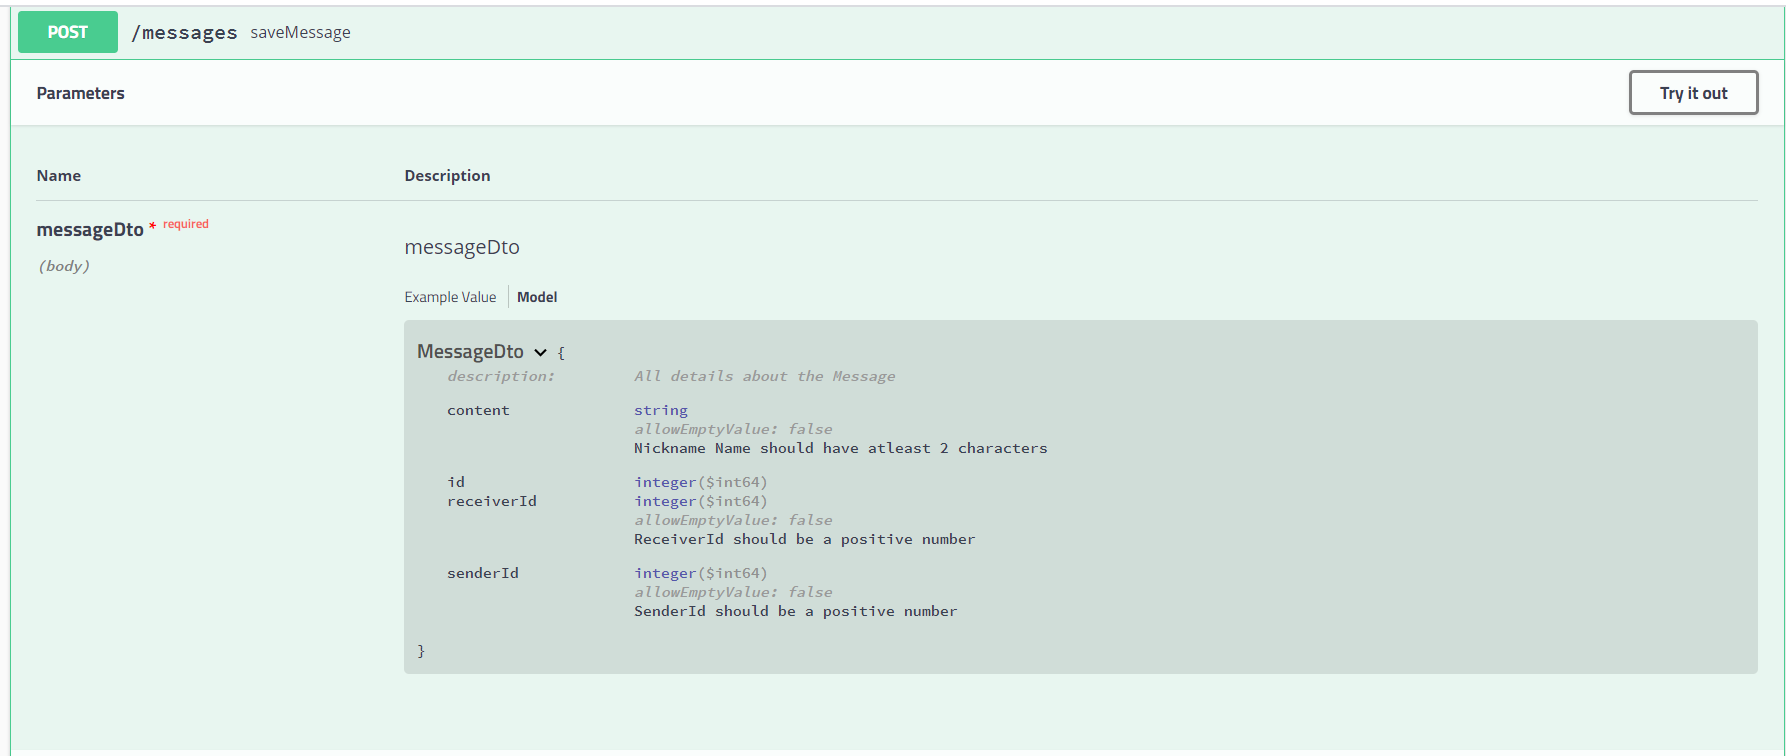 POST /messages saveMessage
Parameters Try it out
Name Description
messageDto * required
(body)
messageDto
Example Value Model
MessageDto {
description: All details about the Message
content string
allowEmptyValue: false
Nickname Name should have atleast 2 characters
id integer($int64)
receiverId integer($int64)
allowEmptyValue: false
ReceiverId should be a positive number
senderId integer($int64)
allowEmptyValue: false
SenderId should be a positive number
}